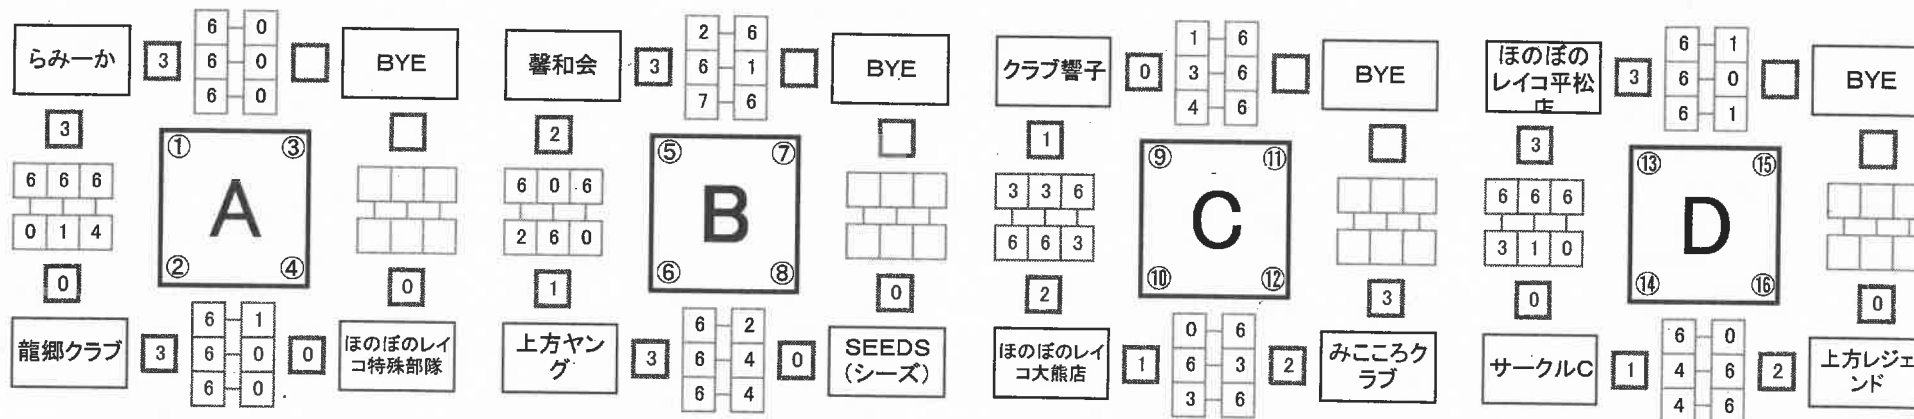 らみーか
3
6 0
6 0
6 0
BYE
3
① ③
6 6 6
0 1 4
A
② ④
0
0
龍郷クラブ
3
6 1
6 0
6 0
0
ほのぼのレイ
コ特殊部隊
馨和会
3
2 6
6 1
7 6
BYE
2
⑤ ⑦
6 0 6
2 6 0
B
⑥ ⑧
1
0
上方ヤン
グ
3
6 2
6 4
6 4
0
SEEDS
(シーズ)
クラブ響子
0
1 6
3 6
4 6
BYE
1
⑨ ⑪
3 3 6
6 6 3
C
⑩ ⑫
2
3
ほのぼのレイ
コ大熊店
1
0 6
6 3
3 6
2
みこころク
ラブ
ほのぼの
レイコ平松
店
3
6 1
6 0
6 1
BYE
3
⑬ ⑮
6 6 6
3 1 0
D
⑭ ⑯
0
0
サークルC
1
6 0
4 6
4 6
2
上方レジェ
ンド